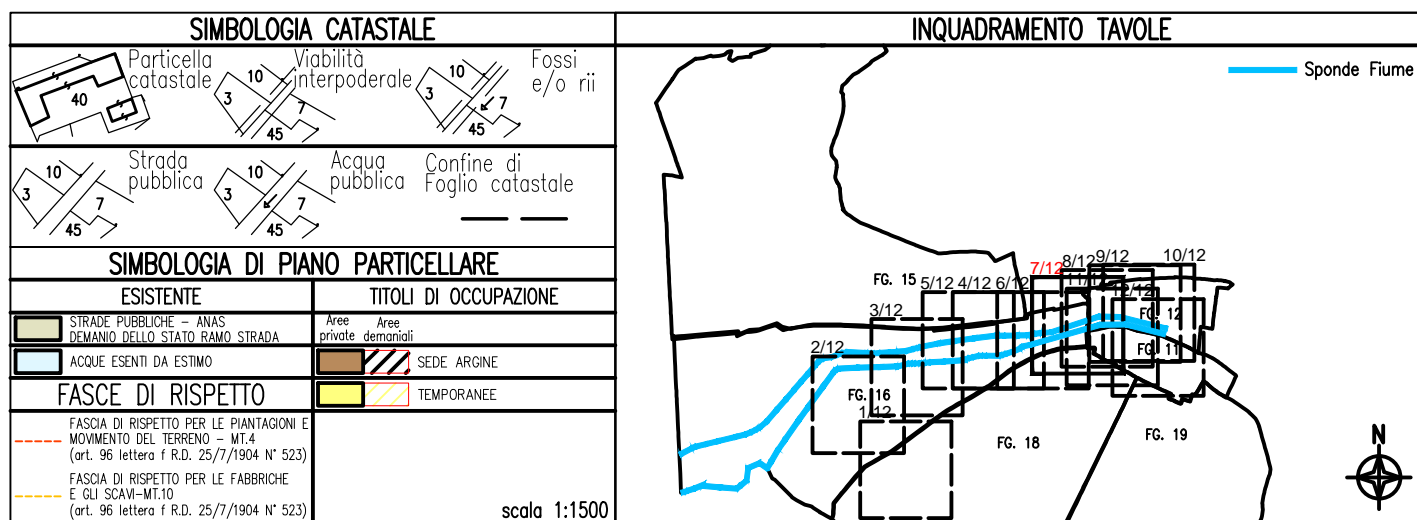 SIMBOLOGIA CATASTALE
Particella
catastale
40
Viabilità
interpoderale
10
3
7
45
Fossi
e/o rii
10
3
7
45
Strada
pubblica
10
3
7
45
Acqua
pubblica
10
3
7
45
Confine di
Foglio catastale
SIMBOLOGIA DI PIANO PARTICELLARE
ESISTENTE
STRADE PUBBLICHE - ANAS
DEMANIO DELLO STATO RAMO STRADA
ACQUE ESENTI DA ESTIMO
FASCE DI RISPETTO
FASCIA DI RISPETTO PER LE PIANTAGIONI E
MOVIMENTO DEL TERRENO - MT.4
(art. 96 lettera f R.D. 25/7/1904 N° 523)
FASCIA DI RISPETTO PER LE FABBRICHE
E GLI SCAVI-MT.10
(art. 96 lettera f R.D. 25/7/1904 N° 523)
TITOLI DI OCCUPAZIONE
Aree
private
Aree
demaniali
SEDE ARGINE
TEMPORANEE
scala 1:1500
INQUADRAMENTO TAVOLE
Sponde Fiume
FG. 15
5/12
4/12
6/12
7/12
8/12
9/12
10/12
11/12
12/12
3/12
2/12
1/12
FG. 12
FG. 11
FG. 16
FG. 18
FG. 19
N